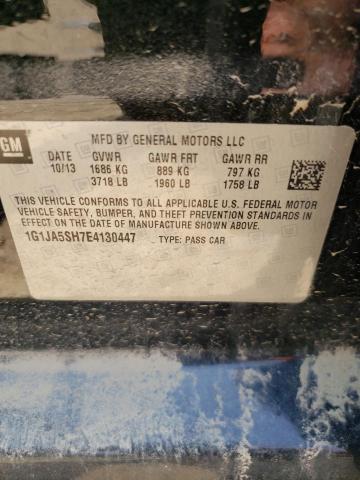 GM
MFD BY GENERAL MOTORS LLC
DATE GVWR GAWR FRT GAWR RR
10/13 1686 KG 889 KG 797 KG
3718 LB 1960 LB 1758 LB
THIS VEHICLE CONFORMS TO ALL APPLICABLE U.S. FEDERAL MOTOR
VEHICLE SAFETY, BUMPER, AND THEFT PREVENTION STANDARDS IN
EFFECT ON THE DATE OF MANUFACTURE SHOWN ABOVE.
1G1JA5SH7E4130447 TYPE: PASS CAR